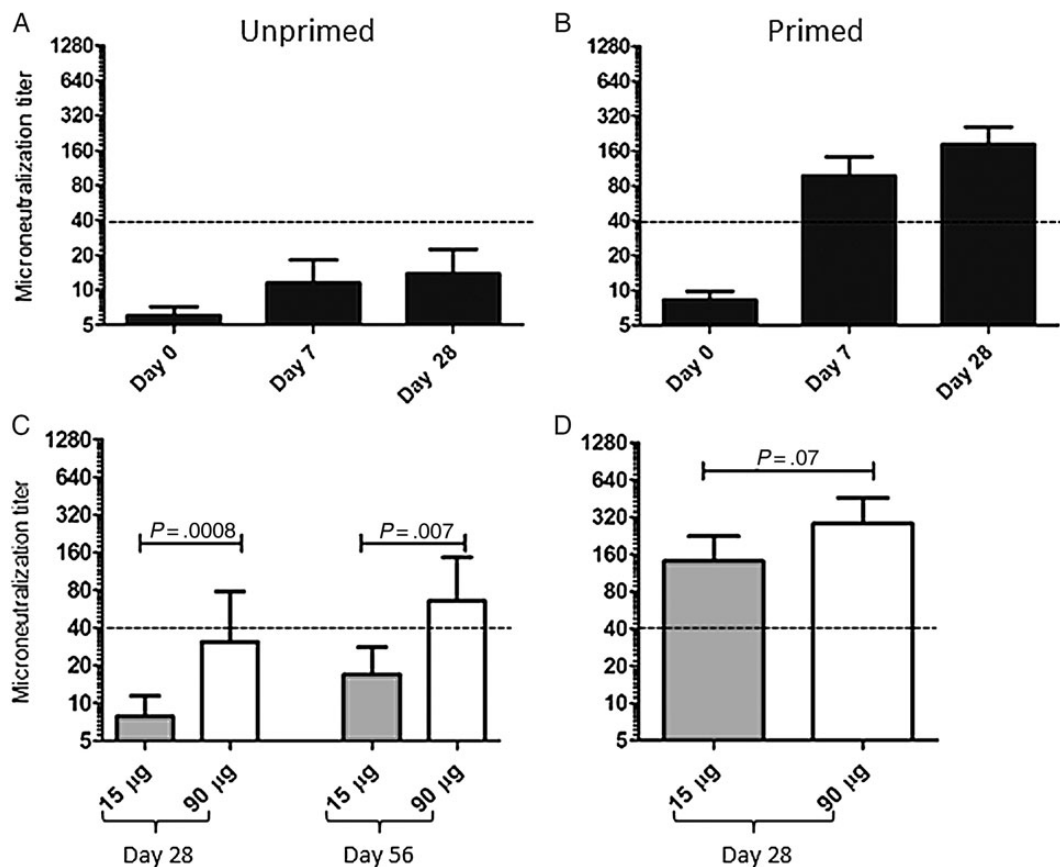 A
Unprimed
Microneutralization titer
1280
640
320
160
80
40
20
10
5
Day 0
Day 7
Day 28
B
Primed
1280
640
320
160
80
40
20
10
5
Day 0
Day 7
Day 28
C
Microneutralization titer
1280
640
320
160
80
40
20
10
5
P = .0008
P = .007
15 µg
90 µg
15 µg
90 µg
Day 28
Day 56
D
1280
640
320
160
80
40
20
10
5
P = .07
15 µg
90 µg
Day 28